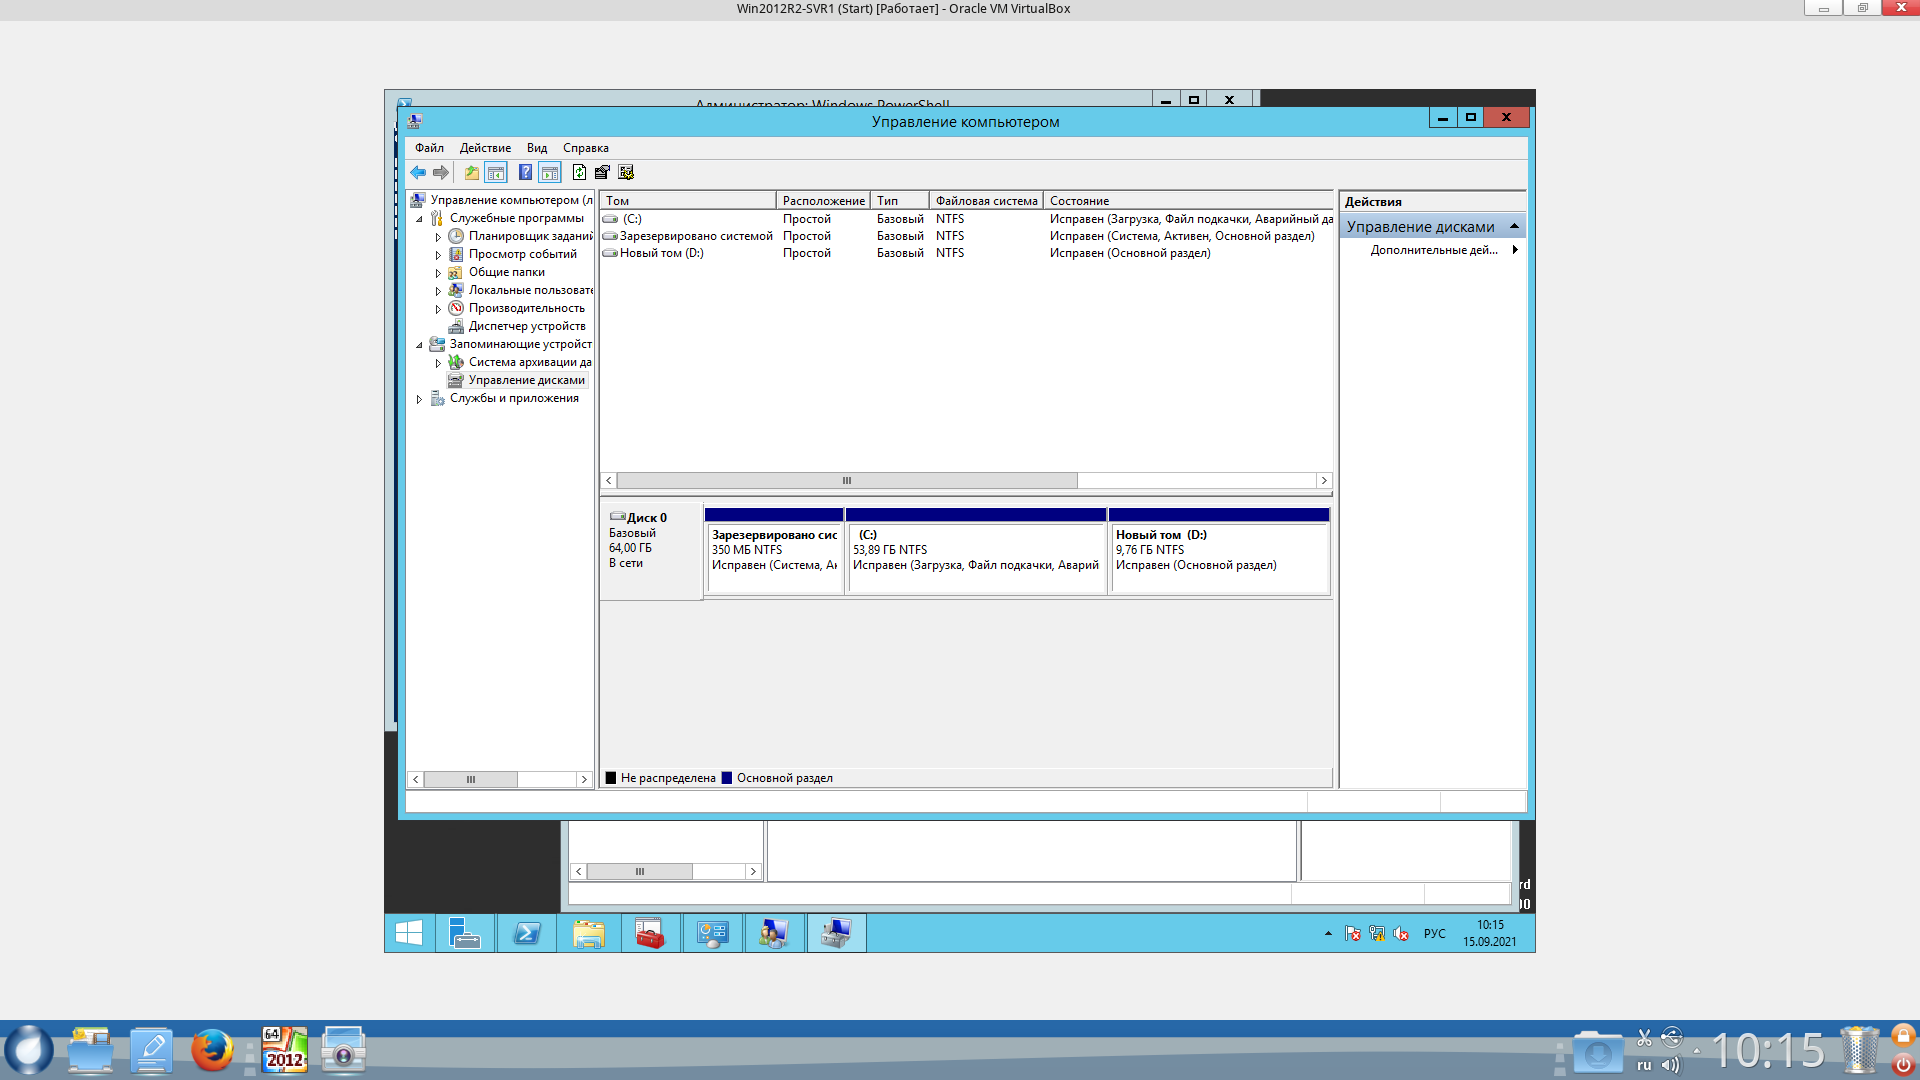 Win2012R2-SVR1 (Start) [Работает] - Oracle VM VirtualBox
Администратор: Windows PowerShell
Управление компьютером
Файл Действие Вид Справка
Управление компьютером (л
Служебные программы
Планировщик заданий
Просмотр событий
Общие папки
Локальные пользовате
Производительность
Диспетчер устройств
Запоминающие устройст
Система архивации да
Управление дисками
Службы и приложения
Том Расположение Тип Файловая система Состояние
(C:) Простой Базовый NTFS Исправен (Загрузка, Файл подкачки, Аварийный да
Зарезервировано системой Простой Базовый NTFS Исправен (Система, Активен, Основной раздел)
Новый том (D:) Простой Базовый NTFS Исправен (Основной раздел)
Диск 0
Базовый
64,00 ГБ
В сети
Зарезервировано сис
350 МБ NTFS
Исправен (Система, Ак
(C:)
53,89 ГБ NTFS
Исправен (Загрузка, Файл подкачки, Аварий
Новый том (D:)
9,76 ГБ NTFS
Исправен (Основной раздел)
Не распределена Основной раздел
Действия
Управление дисками
Дополнительные дей...
rd
00
РУС
10:15
15.09.2021
64
2012
ru
10:15